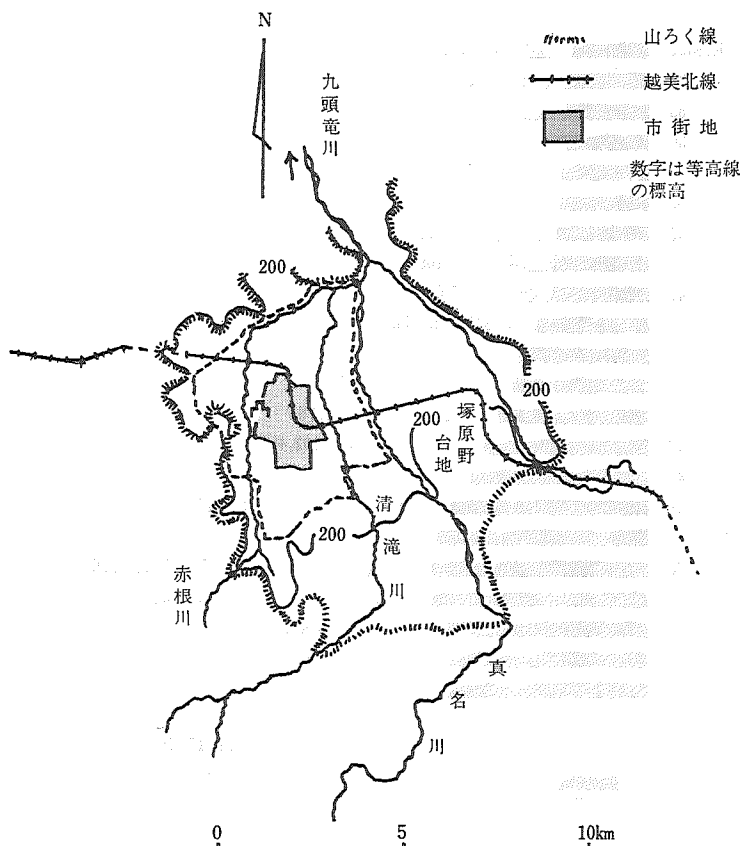 N
九頭竜川
山ろく線
越美北線
市街地
数字は等高線
の標高
200
200
200
塚原野
台地
200
清滝川
赤根川
真名川
0 5 10km